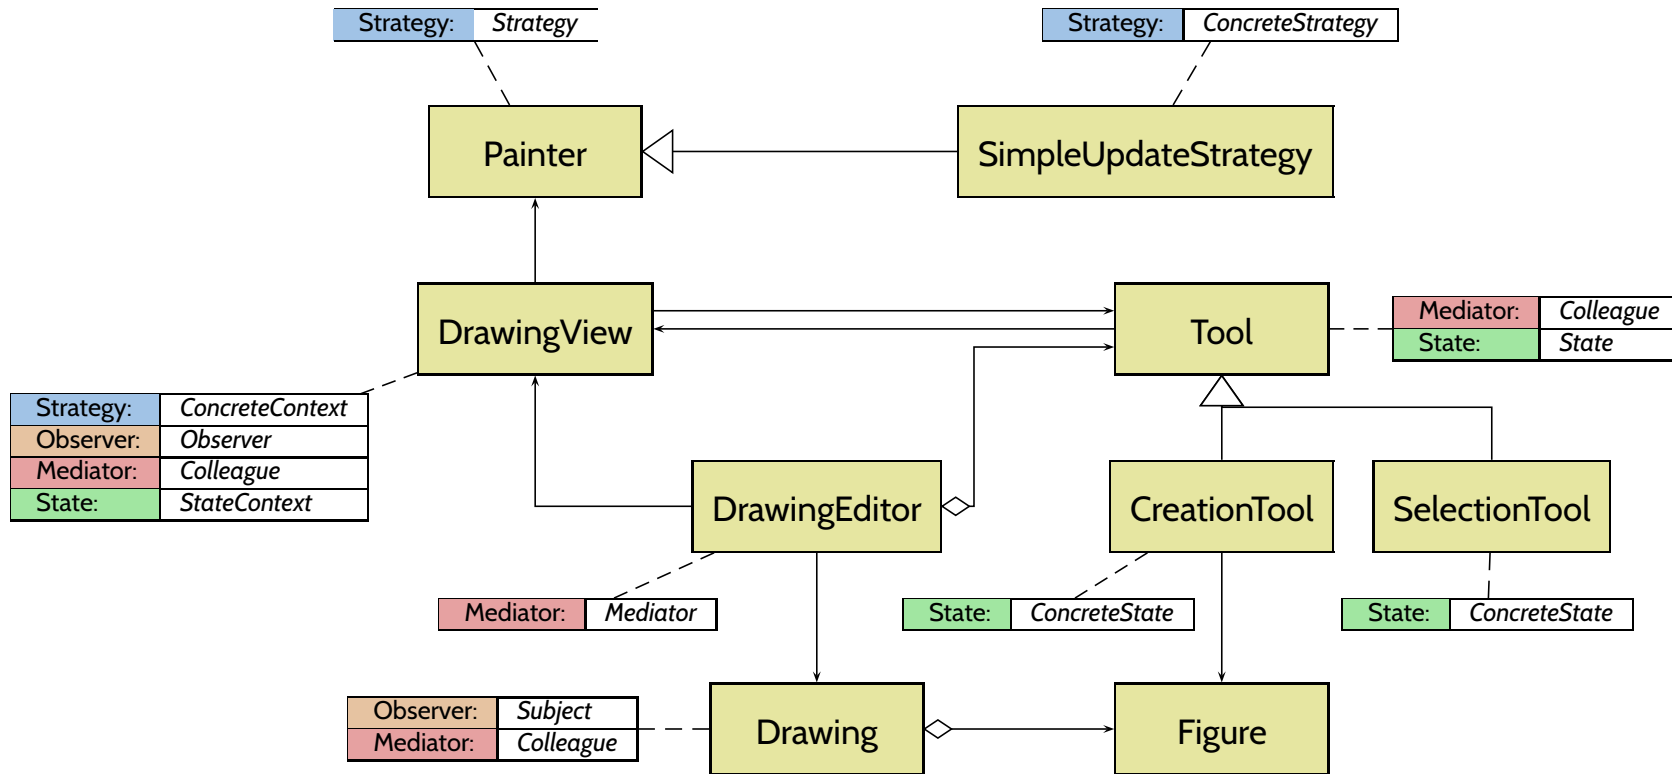 Strategy: Strategy
Strategy: ConcreteStrategy
Painter
SimpleUpdateStrategy
DrawingView
Tool
Mediator: Colleague
State: State
Strategy: ConcreteContext
Observer: Observer
Mediator: Colleague
State: StateContext
DrawingEditor
CreationTool
SelectionTool
Mediator: Mediator
State: ConcreteState
State: ConcreteState
Observer: Subject
Mediator: Colleague
Drawing
Figure